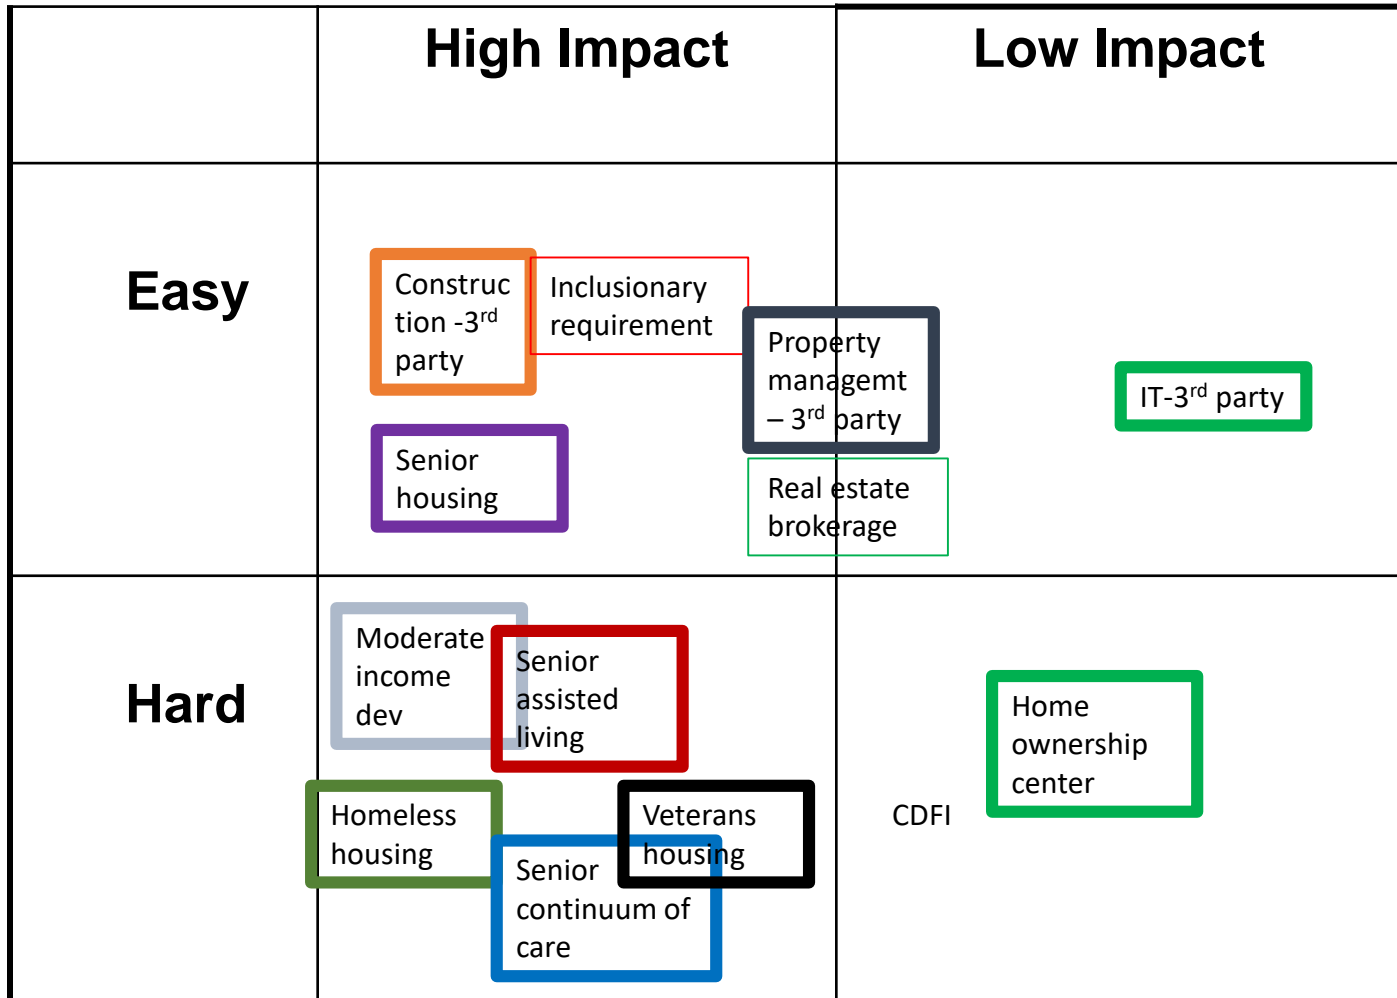 High Impact
Low Impact
Easy
Construc
tion -3rd
party
Inclusionary
requirement
Property
managemt
– 3rd party
IT-3rd party
Senior
housing
Real estate
brokerage
Hard
Moderate
income
dev
Senior
assisted
living
Home
ownership
center
Homeless
housing
Veterans
housing
CDFI
Senior
continuum of
care